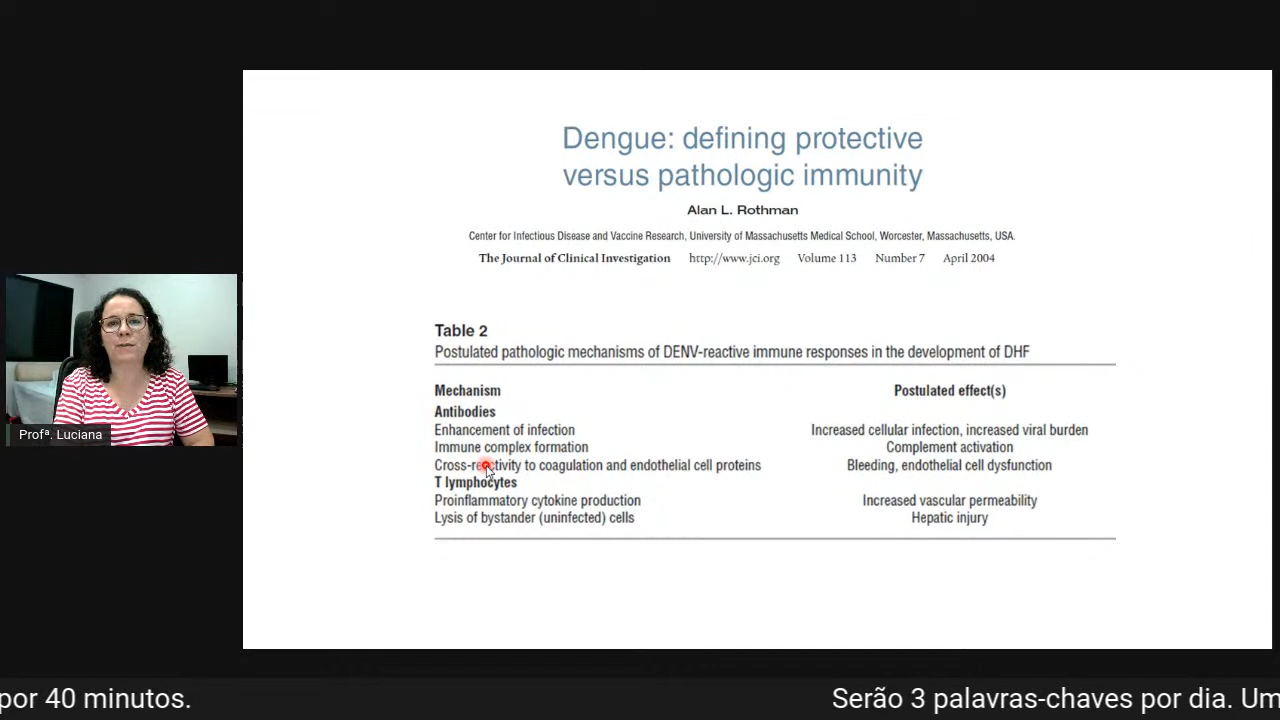 Dengue: defining protective
versus pathologic immunity
Alan L. Rothman
Center for Infectious Disease and Vaccine Research, University of Massachusetts Medical School, Worcester, Massachusetts, USA.
The Journal of Clinical Investigation http://www.jci.org Volume 113 Number 7 April 2004
Table 2
Postulated pathologic mechanisms of DENV-reactive immune responses in the development of DHF
Mechanism Postulated effect(s)
Antibodies
Enhancement of infection Increased cellular infection, increased viral burden
Immune complex formation Complement activation
Cross-reactivity to coagulation and endothelial cell proteins Bleeding, endothelial cell dysfunction
T lymphocytes
Proinflammatory cytokine production Increased vascular permeability
Lysis of bystander (uninfected) cells Hepatic injury
Profª. Luciana
por 40 minutos. Serão 3 palavras-chaves por dia. Um